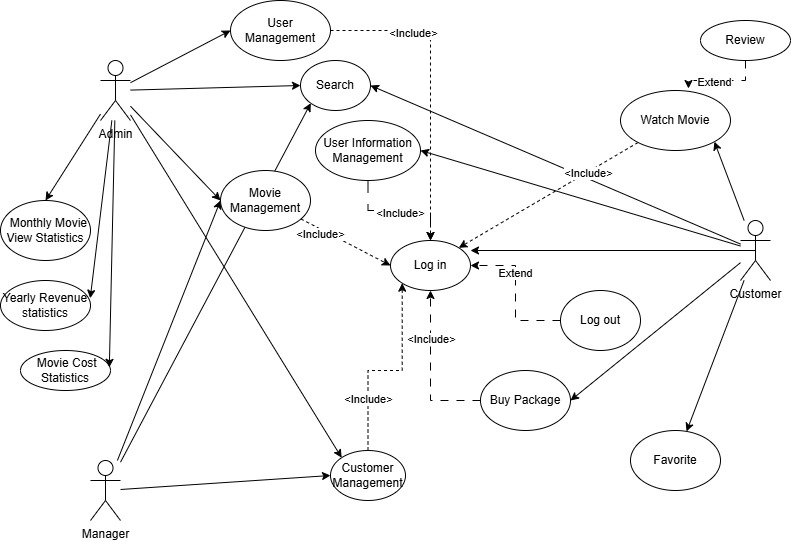 User
Management
<Include>
Review
Search
Extend
Admin
Watch Movie
User Information
Management
<Include>
Movie
Management
<Include>
Monthly Movie
View Statistics
<Include>
Log in
Extend
Customer
Yearly Revenue
statistics
Log out
<Include>
Movie Cost
Statistics
<Include>
Buy Package
Favorite
Customer
Management
Manager